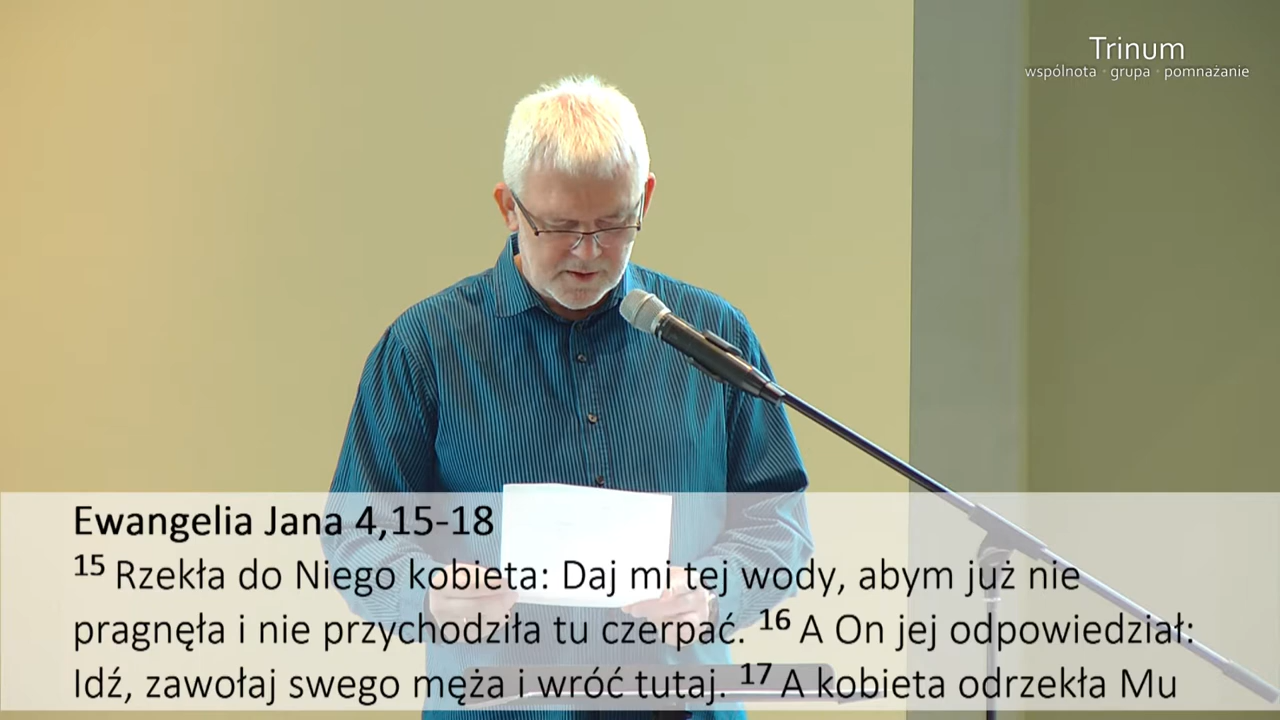 Trinum
wspólnota · grupa · pomnażanie
Ewangelia Jana 4,15-18
15 Rzekła do Niego kobieta: Daj mi tej wody, abym już nie
pragnęła i nie przychodziła tu czerpać. 16 A On jej odpowiedział:
Idź, zawołaj swego męża i wróć tutaj. 17 A kobieta odrzekła Mu